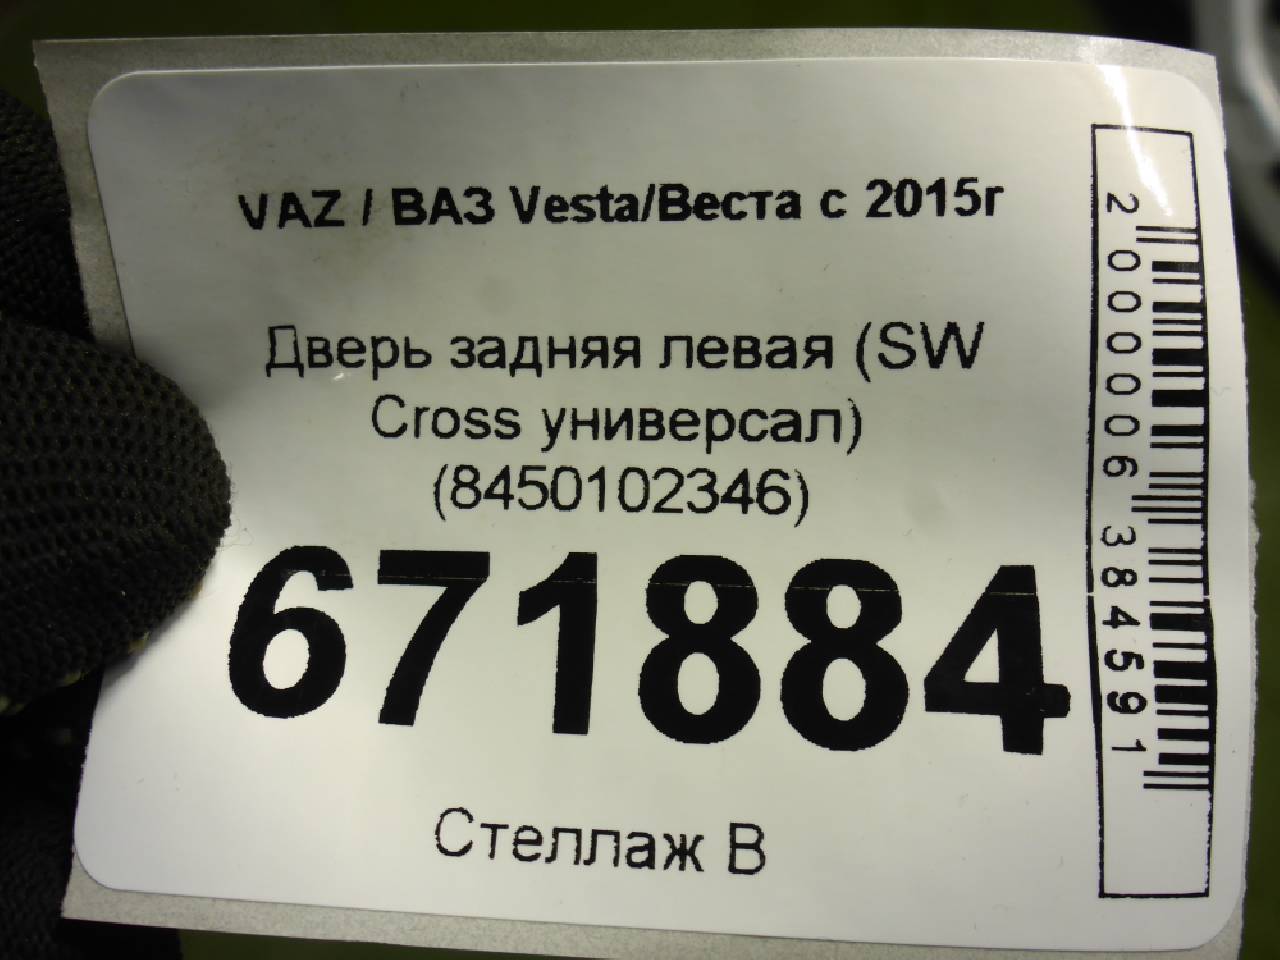 VAZ / ВАЗ Vesta/Веста с 2015г
Дверь задняя левая (SW
Cross универсал)
(8450102346)
671884
Стеллаж В
2000006384591